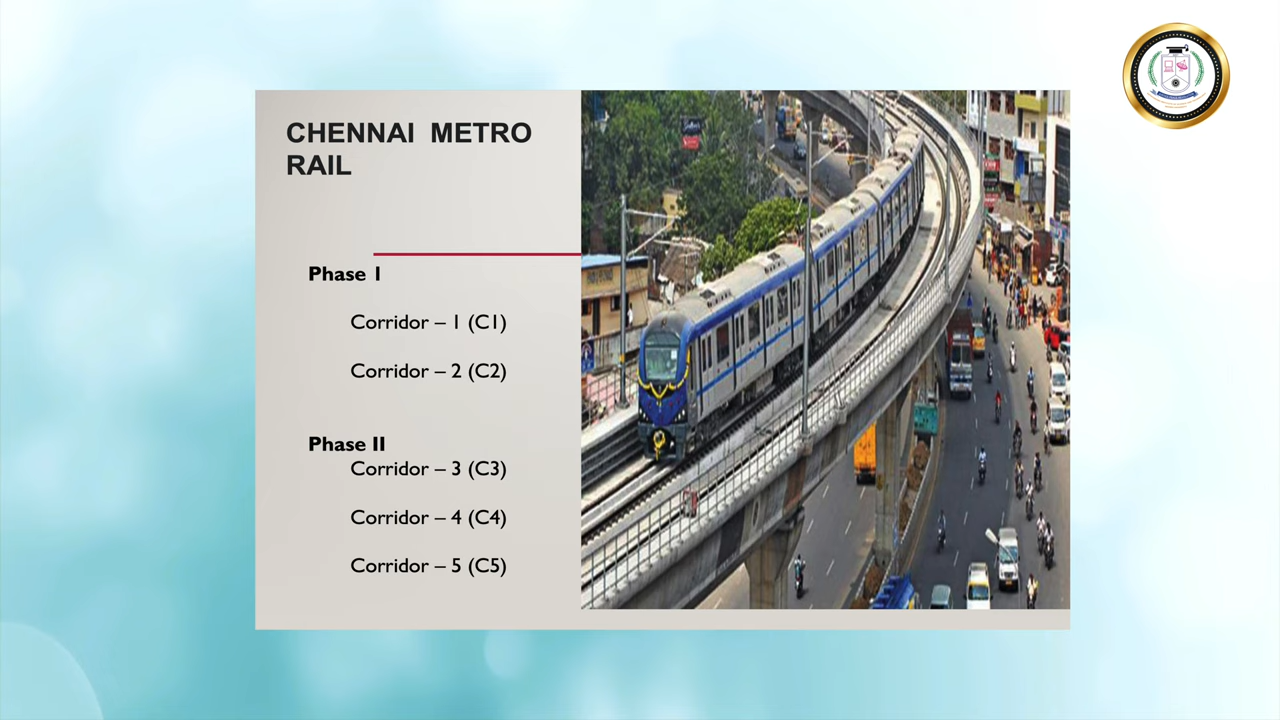 CHENNAI METRO
RAIL
Phase I
Corridor – 1 (C1)
Corridor – 2 (C2)
Phase II
Corridor – 3 (C3)
Corridor – 4 (C4)
Corridor – 5 (C5)